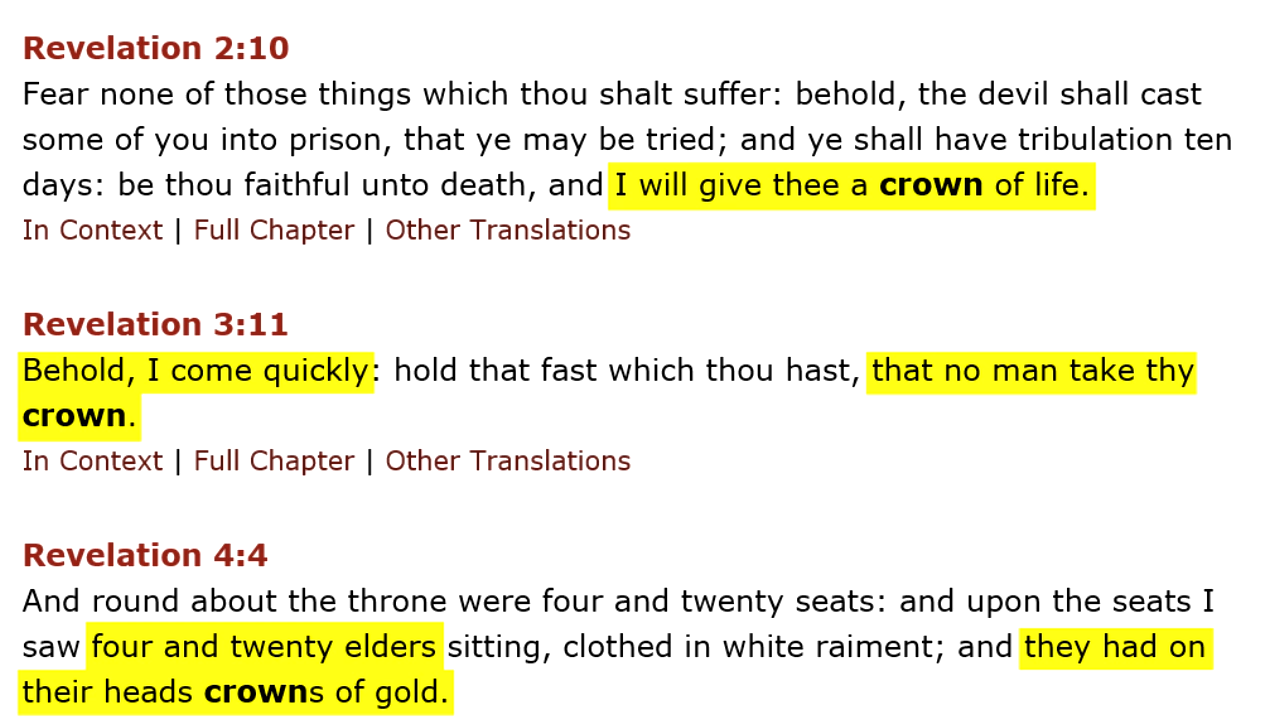 Revelation 2:10
Fear none of those things which thou shalt suffer: behold, the devil shall cast
some of you into prison, that ye may be tried; and ye shall have tribulation ten
days: be thou faithful unto death, and I will give thee a crown of life.
In Context | Full Chapter | Other Translations
Revelation 3:11
Behold, I come quickly: hold that fast which thou hast, that no man take thy
crown.
In Context | Full Chapter | Other Translations
Revelation 4:4
And round about the throne were four and twenty seats: and upon the seats I
saw four and twenty elders sitting, clothed in white raiment; and they had on
their heads crowns of gold.